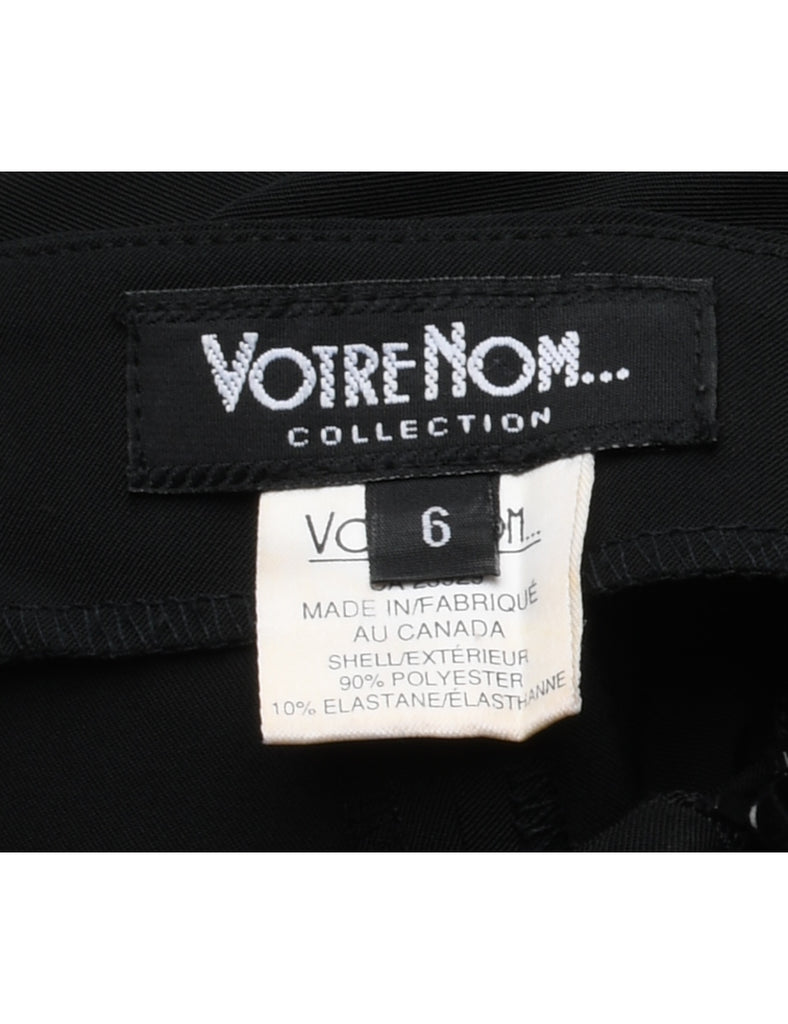 VOTRE NOM...
COLLECTION
6
MADE IN/FABRIQUÉ
AU CANADA
SHELL/EXTÉRIEUR
90% POLYESTER
10% ELASTANE/ÉLASTHANNE